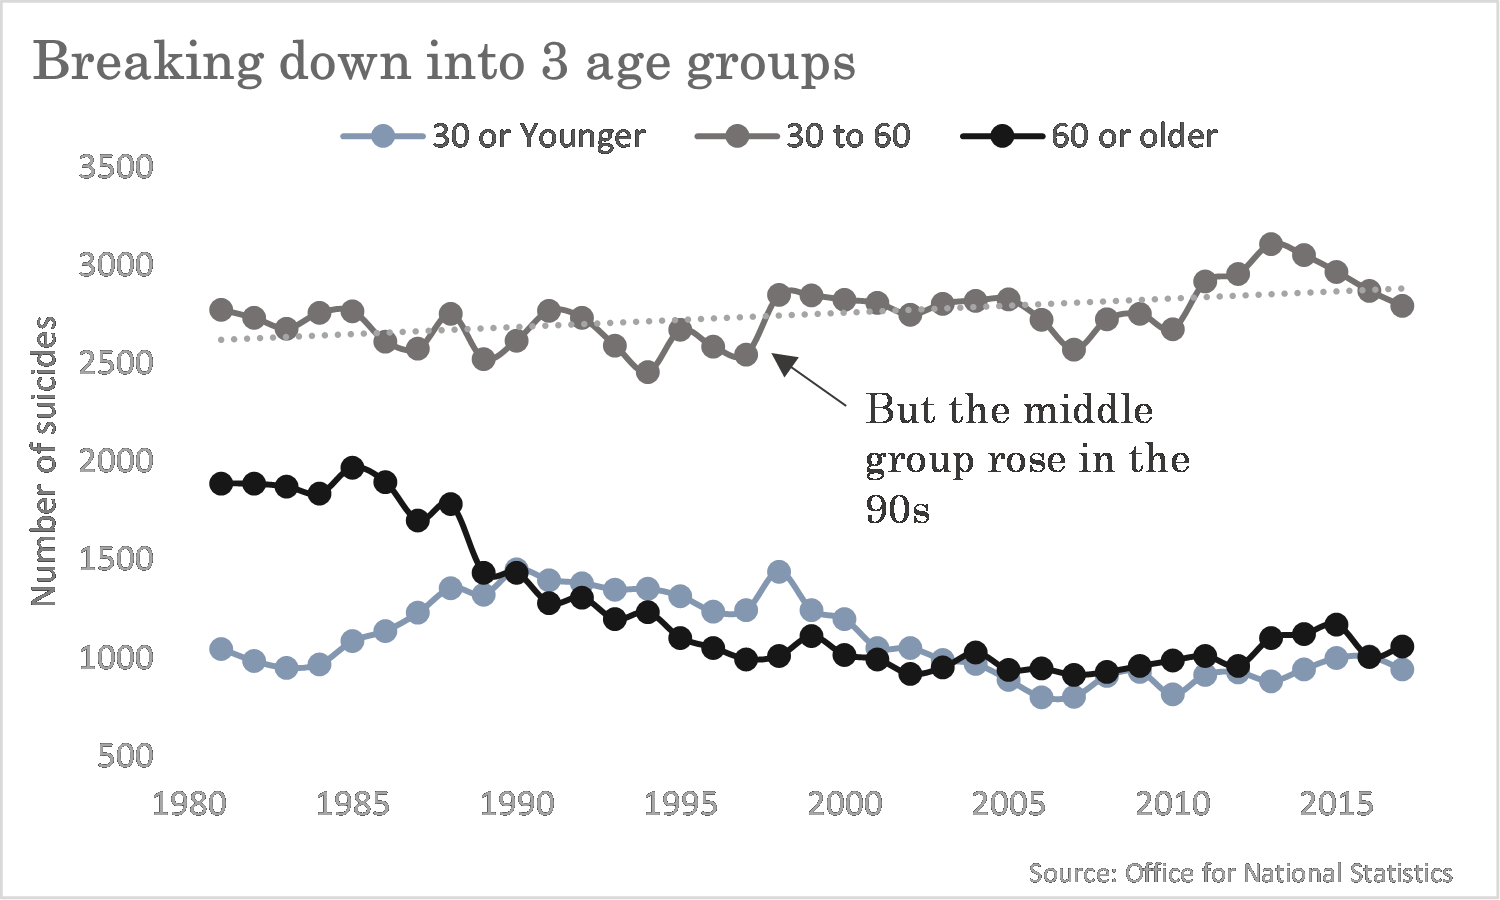 Breaking down into 3 age groups
30 or Younger 30 to 60 60 or older
3500
3000
2500
2000
1500
1000
500
Number of suicides
But the middle
group rose in the
90s
1980 1985 1990 1995 2000 2005 2010 2015
Source: Office for National Statistics